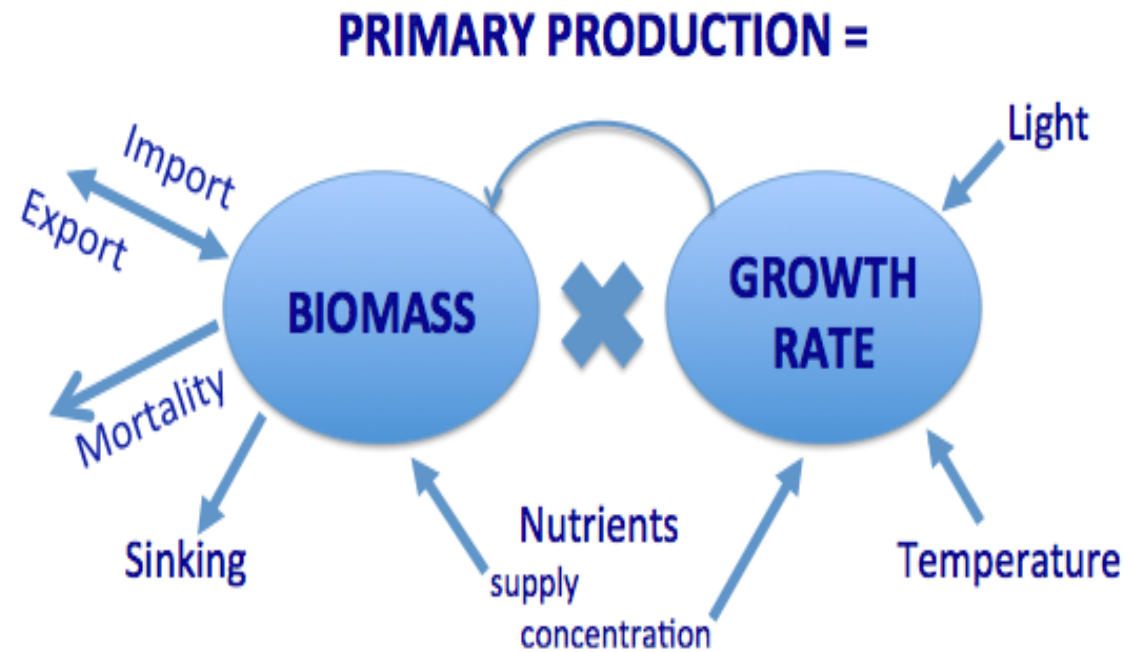 PRIMARY PRODUCTION =
Light
Import
Export
BIOMASS
GROWTH
RATE
Mortality
Nutrients
supply
concentration
Sinking
Temperature